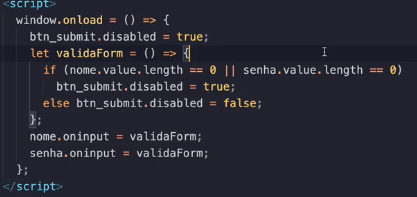 <script>
window.onload = () => {
btn_submit.disabled = true;
let validaForm = () => {
if (nome.value.length == 0 || senha.value.length == 0)
btn_submit.disabled = true;
else btn_submit.disabled = false;
};
nome.oninput = validaForm;
senha.oninput = validaForm;
};
</script>